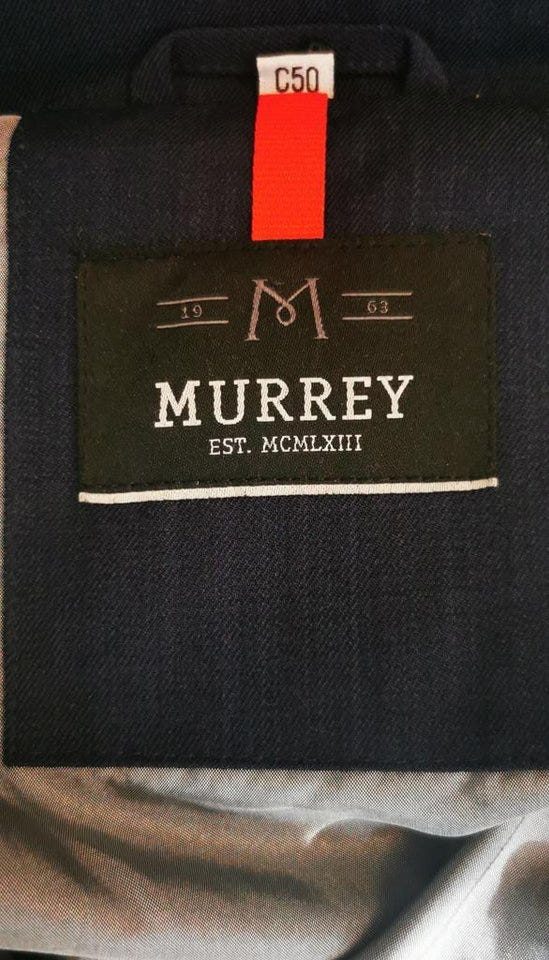 C50
19 M 63
MURREY
EST. MCMLXIII